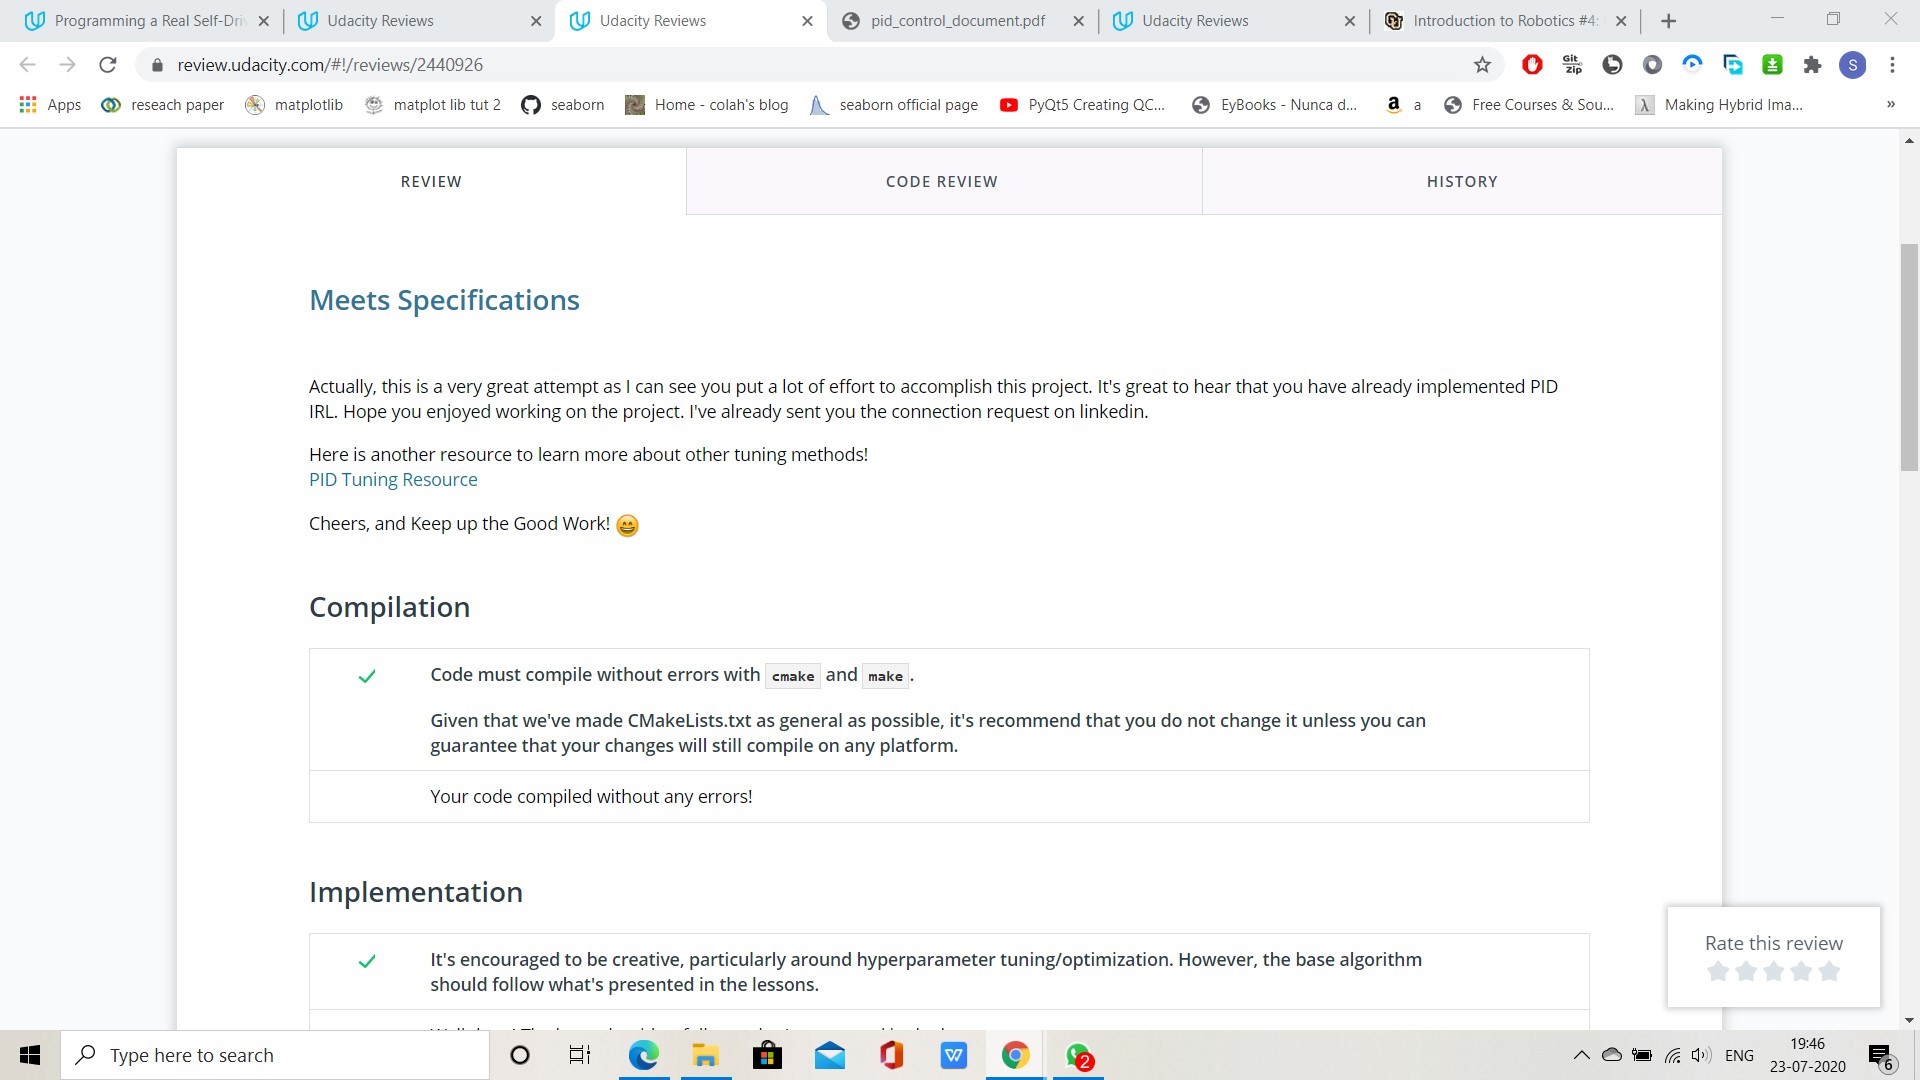 Programming a Real Self-Dri
Udacity Reviews
Udacity Reviews
pid_control_document.pdf
Udacity Reviews
Introduction to Robotics #4:
review.udacity.com/#!/reviews/2440926
Git
Zip
S
Apps
reseach paper
matplotlib
matplot lib tut 2
seaborn
Home - colah's blog
seaborn official page
PyQt5 Creating QC...
EyBooks - Nunca d...
a
Free Courses & Sou...
Making Hybrid Ima...
»
REVIEW
CODE REVIEW
HISTORY
Meets Specifications
Actually, this is a very great attempt as I can see you put a lot of effort to accomplish this project. It's great to hear that you have already implemented PID
IRL. Hope you enjoyed working on the project. I've already sent you the connection request on linkedin.
Here is another resource to learn more about other tuning methods!
PID Tuning Resource
Cheers, and Keep up the Good Work! 😄
Compilation
Code must compile without errors with cmake and make.
Given that we've made CMakeLists.txt as general as possible, it's recommend that you do not change it unless you can
guarantee that your changes will still compile on any platform.
Your code compiled without any errors!
Implementation
It's encouraged to be creative, particularly around hyperparameter tuning/optimization. However, the base algorithm
should follow what's presented in the lessons.
Rate this review
Type here to search
2
ENG
19:46
23-07-2020
6